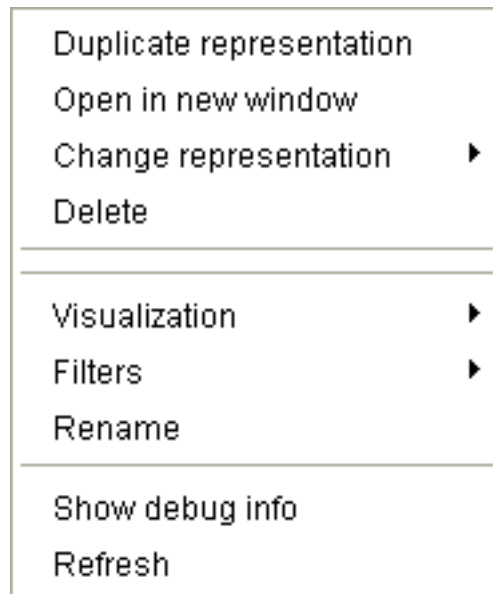 Duplicate representation
Open in new window
Change representation
Delete
Visualization
Filters
Rename
Show debug info
Refresh